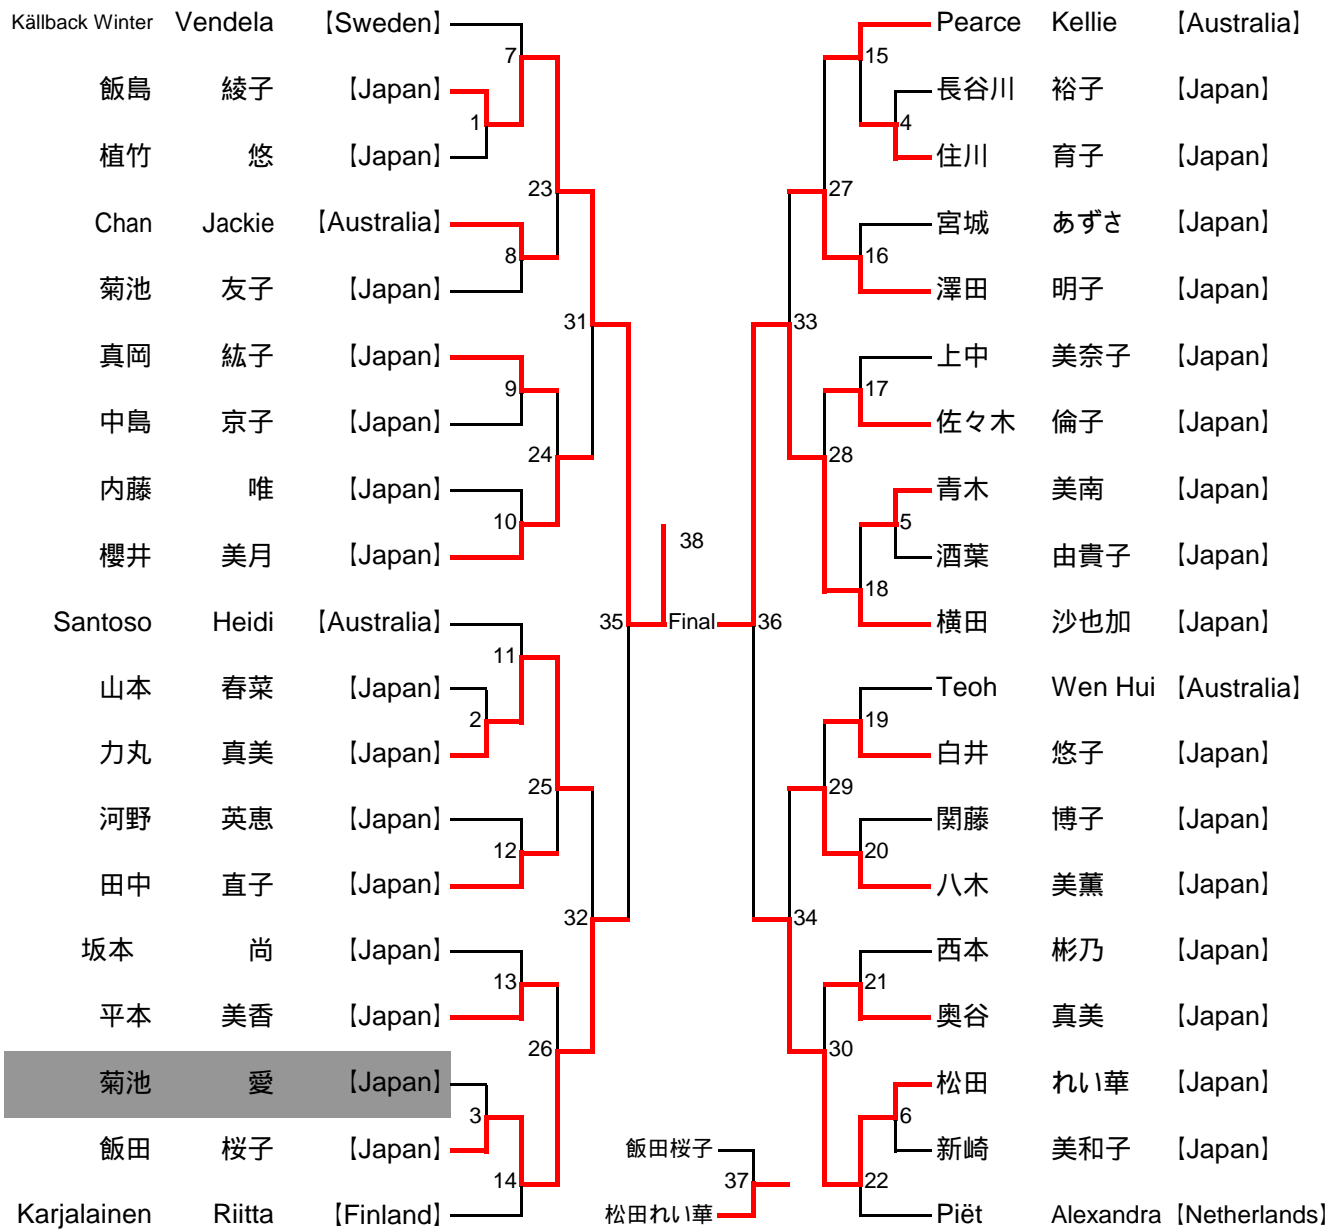 Källback Winter Vendela 【Sweden】 Pearce Kellie 【Australia】
7 15
飯島 綾子 【Japan】 長谷川 裕子 【Japan】
1 4
植竹 悠 【Japan】 住川 育子 【Japan】
23 27
Chan Jackie 【Australia】 宮城 あずさ 【Japan】
8 16
菊池 友子 【Japan】 澤田 明子 【Japan】
31 33
真岡 紘子 【Japan】 上中 美奈子 【Japan】
9 17
中島 京子 【Japan】 佐々木 倫子 【Japan】
24 28
内藤 唯 【Japan】 青木 美南 【Japan】
10 38 5
櫻井 美月 【Japan】 酒葉 由貴子 【Japan】
18
Santoso Heidi 【Australia】 35 Final 36 横田 沙也加 【Japan】
11
山本 春菜 【Japan】 Teoh Wen Hui 【Australia】
2 19
力丸 真美 【Japan】 白井 悠子 【Japan】
25 29
河野 英恵 【Japan】 関藤 博子 【Japan】
12 20
田中 直子 【Japan】 八木 美薫 【Japan】
32 34
坂本 尚 【Japan】 西本 彬乃 【Japan】
13 21
平本 美香 【Japan】 奥谷 真美 【Japan】
26 30
菊池 愛 【Japan】 松田 れい華 【Japan】
3 6
飯田 桜子 【Japan】 飯田桜子 新崎 美和子 【Japan】
14 37 22
Karjalainen Riitta 【Finland】 松田れい華 Piët Alexandra 【Netherlands】